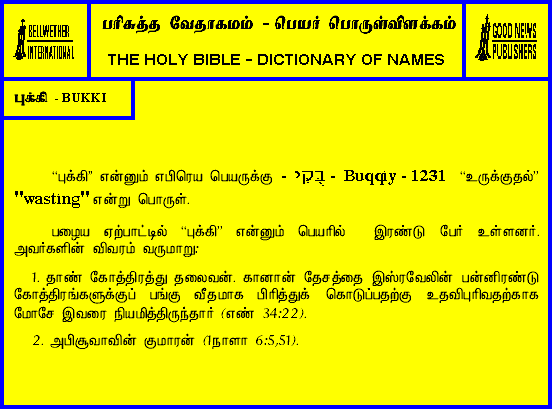 BELLWETHER
INTERNATIONAL
பரிசுத்த வேதாகமம் - பெயர் பொருள்விளக்கம்
THE HOLY BIBLE - DICTIONARY OF NAMES
GOOD NEWS
PUBLISHERS
புக்கி - BUKKI
“புக்கி” என்னும் எபிரெய பெயருக்கு - בֻּקִּי - Buqqiy - 1231 “உருக்குதல்”
"wasting" என்று பொருள்.
பழைய ஏற்பாட்டில் “புக்கி” என்னும் பெயரில் இரண்டு பேர் உள்ளனர்.
அவர்களின் விவரம் வருமாறு:
1. தாண் கோத்திரத்து தலைவன். கானான் தேசத்தை இஸ்ரவேலின் பன்னிரண்டு
கோத்திரங்களுக்குப் பங்கு வீதமாக பிரித்துக் கொடுப்பதற்கு உதவிபுரிவதற்காக
மோசே இவரை நியமித்திருந்தார் (எண் 34:22).
2. அபிசூவாவின் குமாரன் (1நாளா 6:5,51).